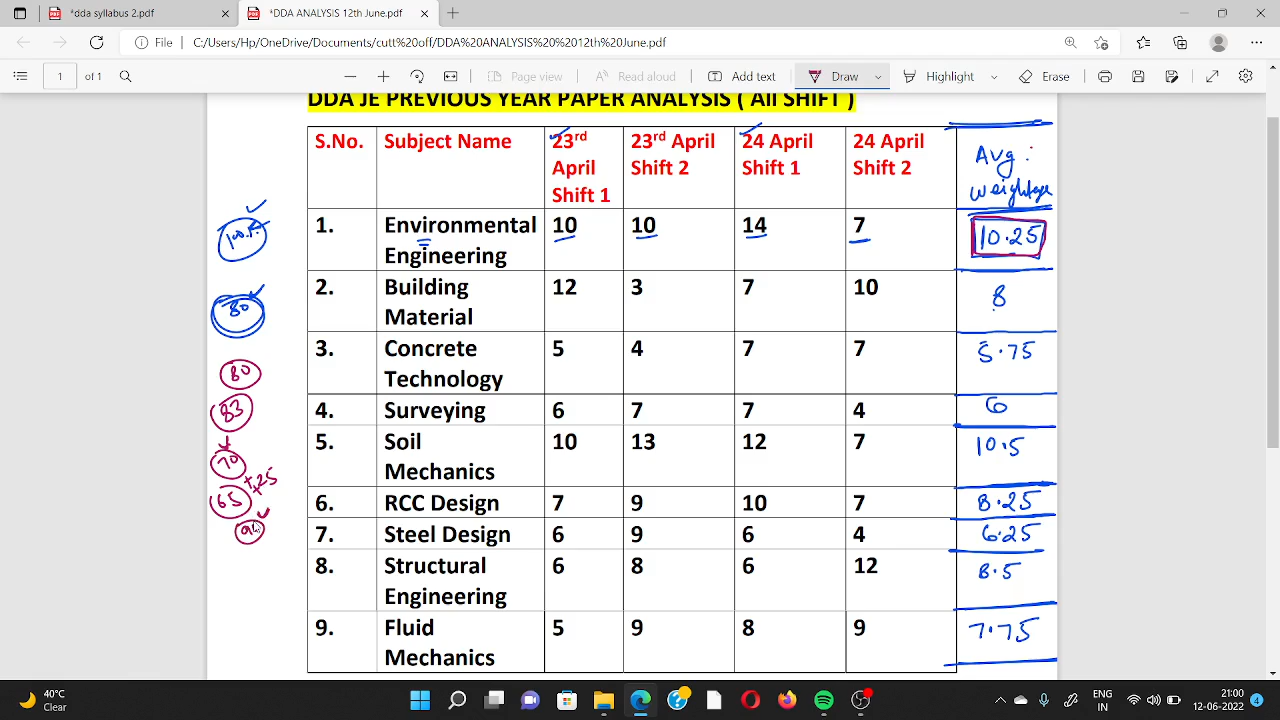 *dda syllabus 2.pdf
*DDA ANALYSIS 12th June.pdf
File
C:/Users/Hp/OneDrive/Documents/cutt%20off/DDA%20ANALYSIS%20%2012th%20June.pdf
1
of 1
Page view
Read aloud
Add text
Draw
Highlight
Erase
DDA JE PREVIOUS YEAR PAPER ANALYSIS ( All SHIFT )
S.No. Subject Name 23rd April Shift 1 23rd April Shift 2 24 April Shift 1 24 April Shift 2 Avg: weightage
1. Environmental Engineering 10 10 14 7 10.25
2. Building Material 12 3 7 10 8
3. Concrete Technology 5 4 7 7 5.75
4. Surveying 6 7 7 4 6
5. Soil Mechanics 10 13 12 7 10.5
6. RCC Design 7 9 10 7 8.25
7. Steel Design 6 9 6 4 6.25
8. Structural Engineering 6 8 6 12 8.5
9. Fluid Mechanics 5 9 8 9 7.75
80
80
83
70
65 ++25
40°C
Clear
ENG
IN
21:00
12-06-2022
4